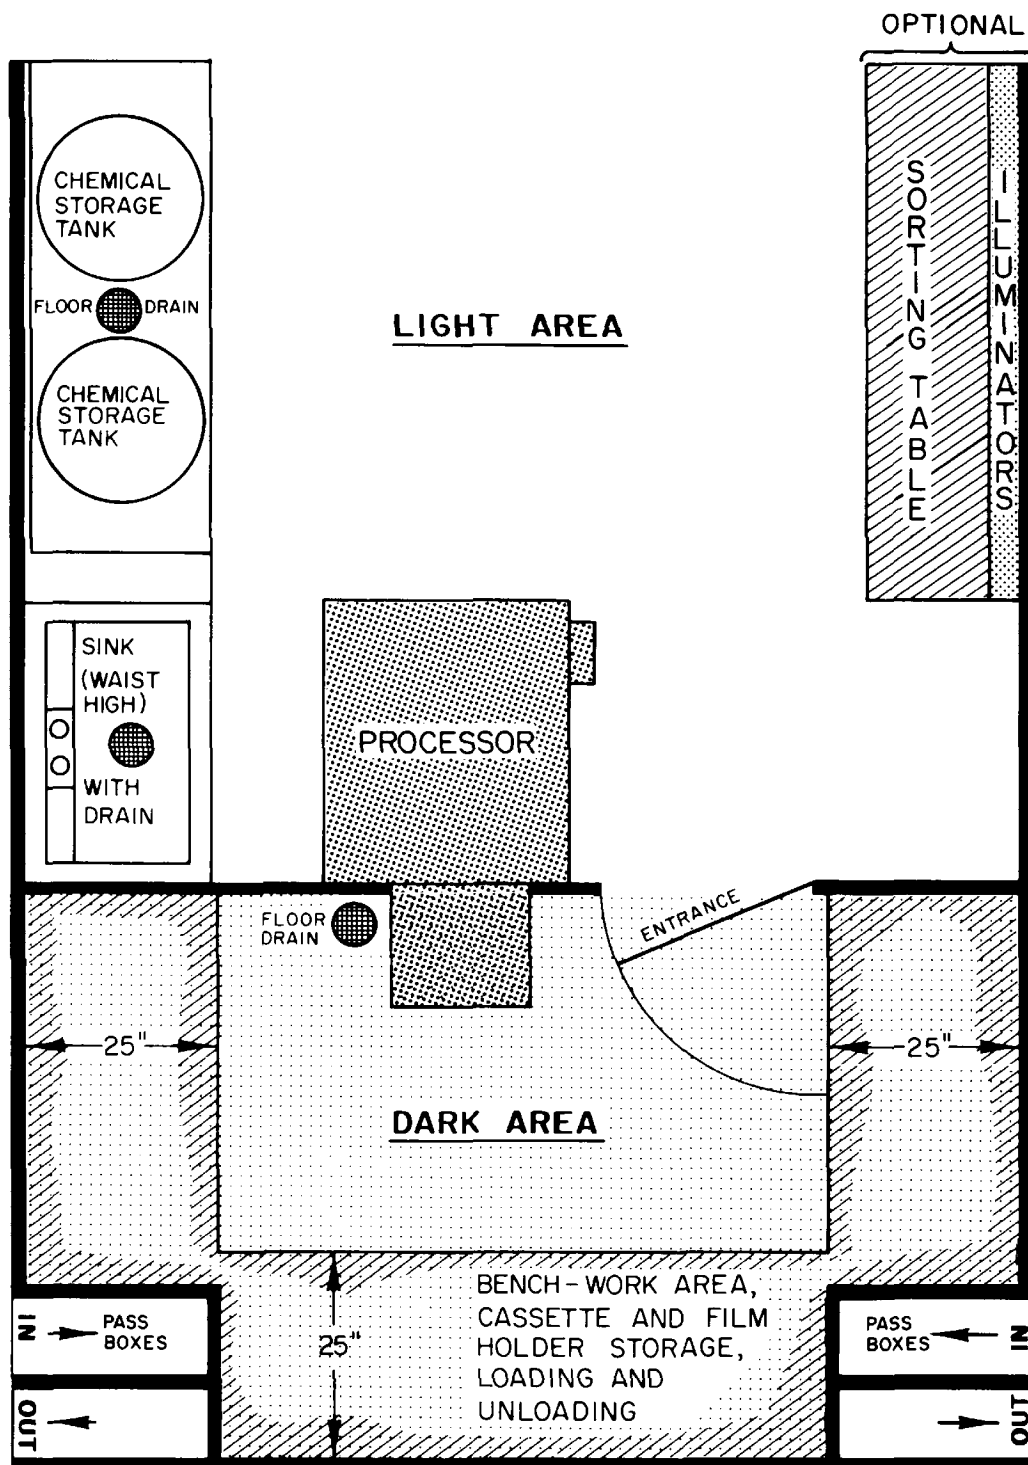 OPTIONAL
CHEMICAL
STORAGE
TANK
FLOOR DRAIN
CHEMICAL
STORAGE
TANK
LIGHT AREA
SORTING TABLE
ILLUMINATORS
SINK
(WAIST
HIGH)
WITH
DRAIN
PROCESSOR
FLOOR
DRAIN
ENTRANCE
25"
25"
DARK AREA
25"
BENCH-WORK AREA,
CASSETTE AND FILM
HOLDER STORAGE,
LOADING AND
UNLOADING
IN
PASS
BOXES
OUT
PASS
BOXES
IN
OUT